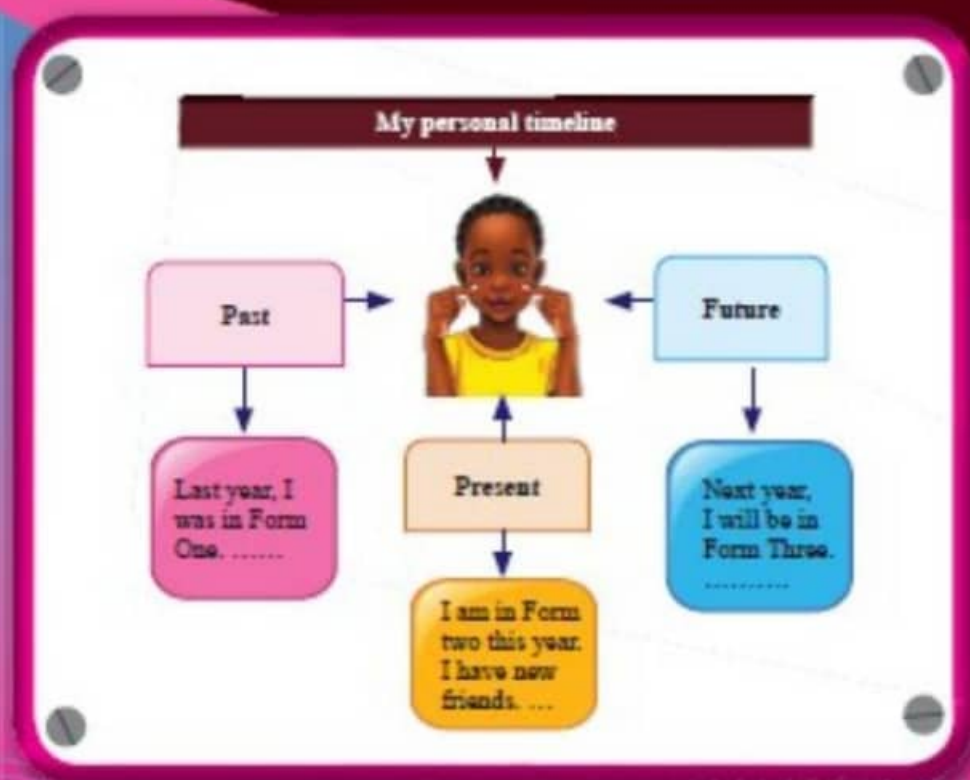 My personal timeline
Past
Future
Present
Last year, I
was in Form
One. ......
Next year,
I will be in
Form Three.
..........
I am in Form
two this year.
I have new
friends. ...